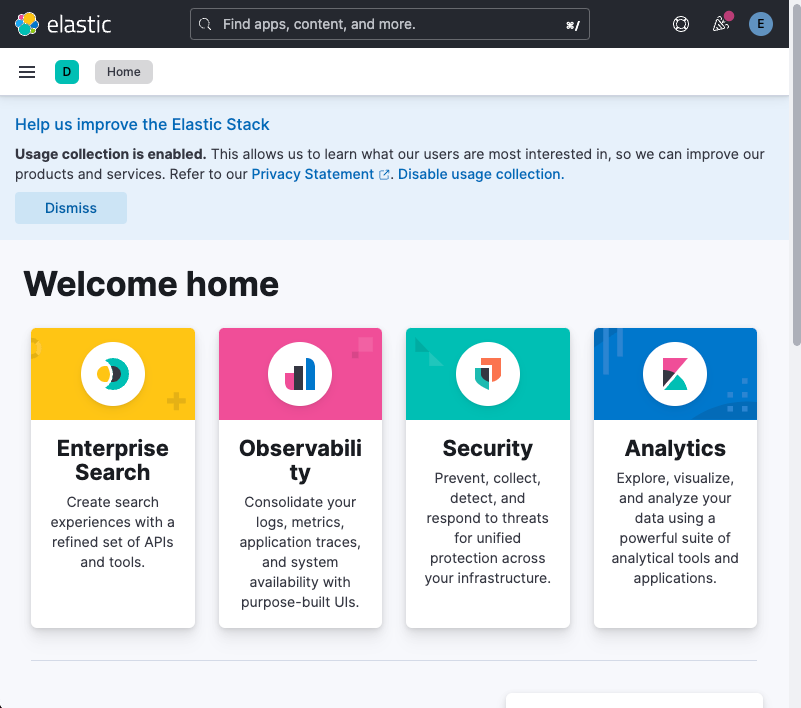 elastic
Find apps, content, and more.
⌘/
E
D
Home
Help us improve the Elastic Stack
Usage collection is enabled. This allows us to learn what our users are most interested in, so we can improve our
products and services. Refer to our Privacy Statement. Disable usage collection.
Dismiss
Welcome home
Enterprise
Search
Create search
experiences with a
refined set of APIs
and tools.
Observabili
ty
Consolidate your
logs, metrics,
application traces,
and system
availability with
purpose-built UIs.
Security
Prevent, collect,
detect, and
respond to threats
for unified
protection across
your infrastructure.
Analytics
Explore, visualize,
and analyze your
data using a
powerful suite of
analytical tools and
applications.